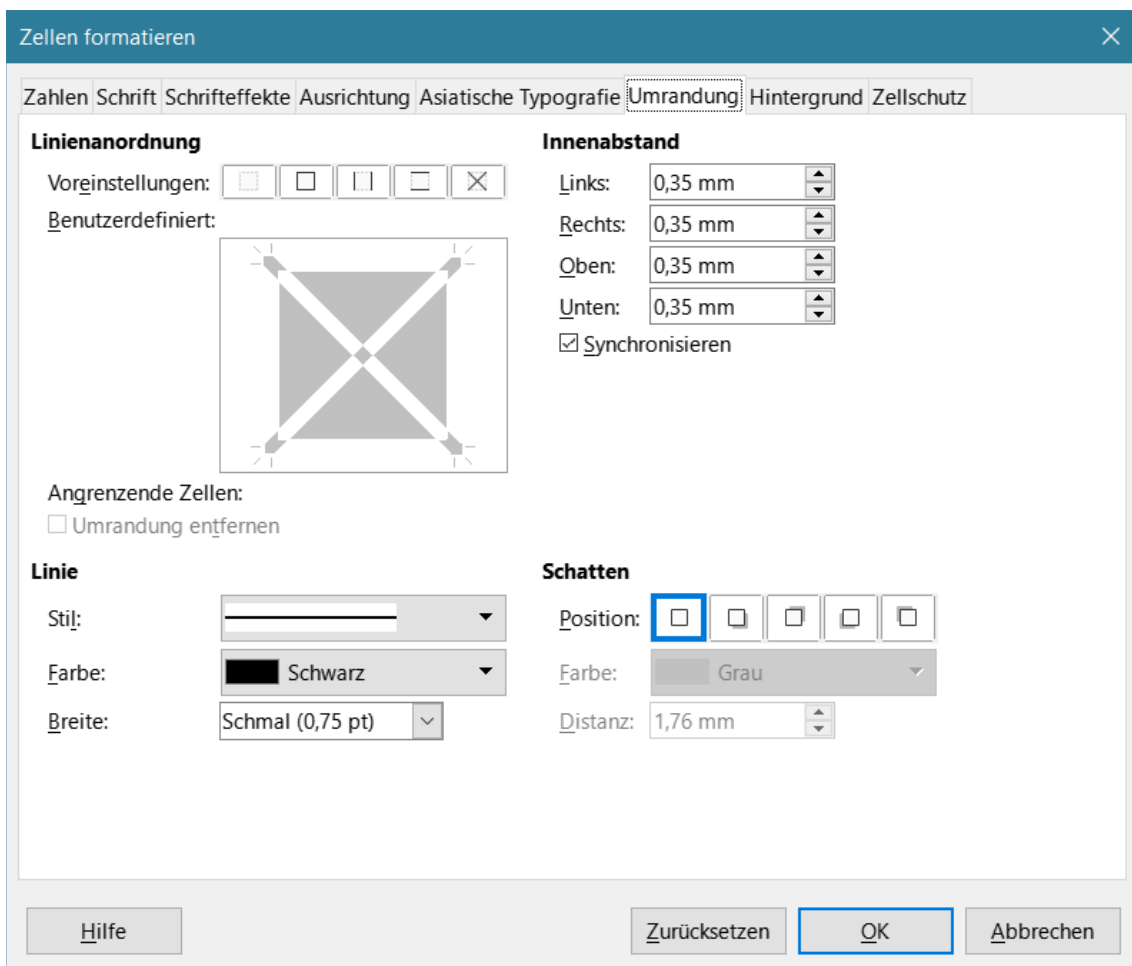 Zellen formatieren
Zahlen Schrift Schrifteffekte Ausrichtung Asiatische Typografie Umrandung Hintergrund Zellschutz
Linienanordnung
Voreinstellungen:
Benutzerdefiniert:
Angrenzende Zellen:
Umrandung entfernen
Innenabstand
Links: 0,35 mm
Rechts: 0,35 mm
Oben: 0,35 mm
Unten: 0,35 mm
Synchronisieren
Linie
Stil:
Farbe: Schwarz
Breite: Schmal (0,75 pt)
Schatten
Position:
Farbe: Grau
Distanz: 1,76 mm
Hilfe Zurücksetzen OK Abbrechen